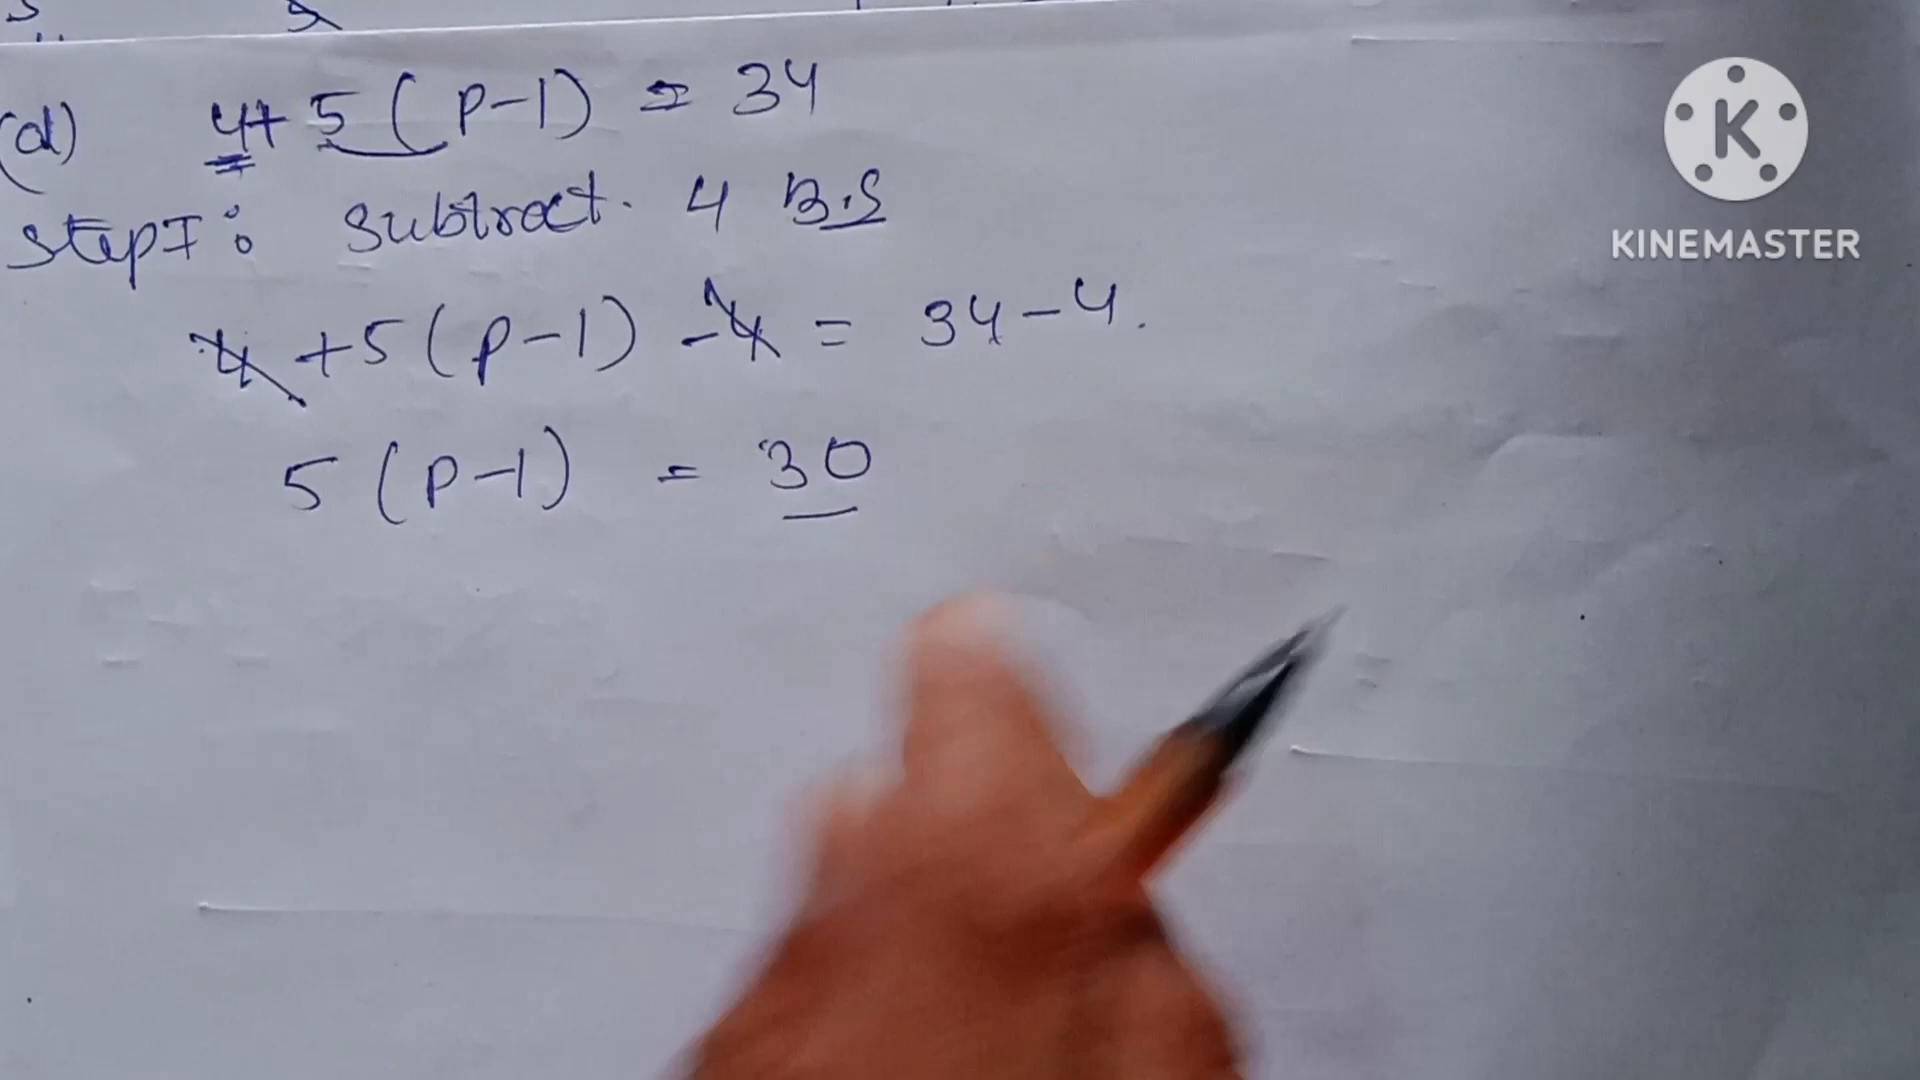 (d) 4+ 5 (P-1) = 34
Step I : Subtract. 4 B.S
4 +5 (P-1) -4 = 34-4.
5 (P-1) = 30
K
KINEMASTER